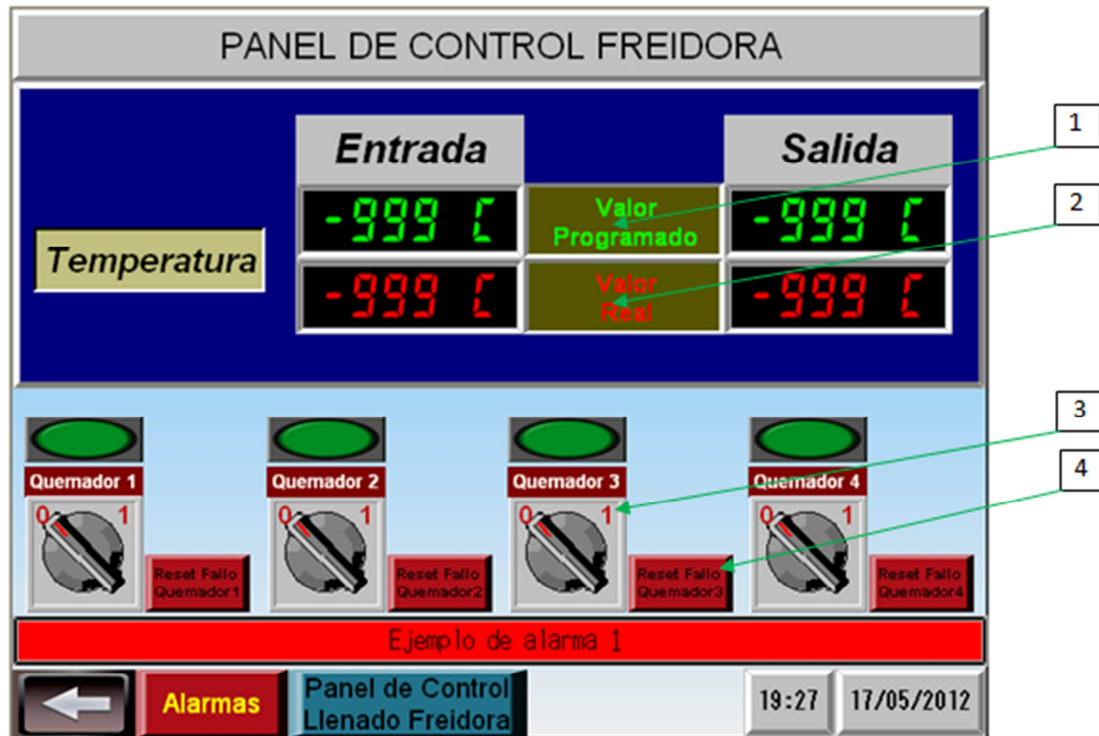 PANEL DE CONTROL FREIDORA
1
Entrada
Salida
2
-999 C
Valor
Programado
-999 C
Temperatura
-999 C
Valor
Real
-999 C
3
4
Quemador 1
Quemador 2
Quemador 3
Quemador 4
0 1
0 1
0 1
0 1
Reset Fallo
Quemador1
Reset Fallo
Quemador2
Reset Fallo
Quemador3
Reset Fallo
Quemador4
Ejemplo de alarma 1
Alarmas
Panel de Control
Llenado Freidora
19:27
17/05/2012